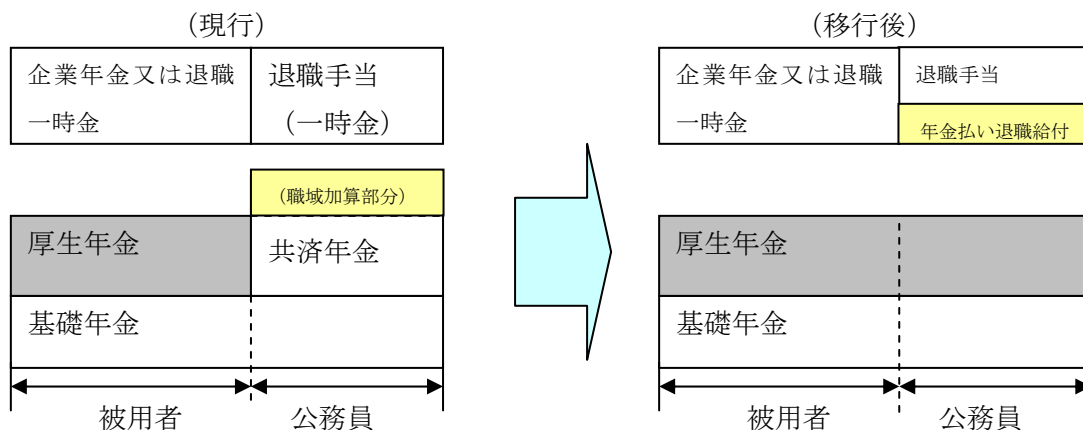 (現行)
企業年金又は退職
一時金
退職手当
(一時金)
(職域加算部分)
厚生年金
共済年金
基礎年金
被用者
公務員
(移行後)
企業年金又は退職
一時金
退職手当
年金払い退職給付
厚生年金
基礎年金
被用者
公務員